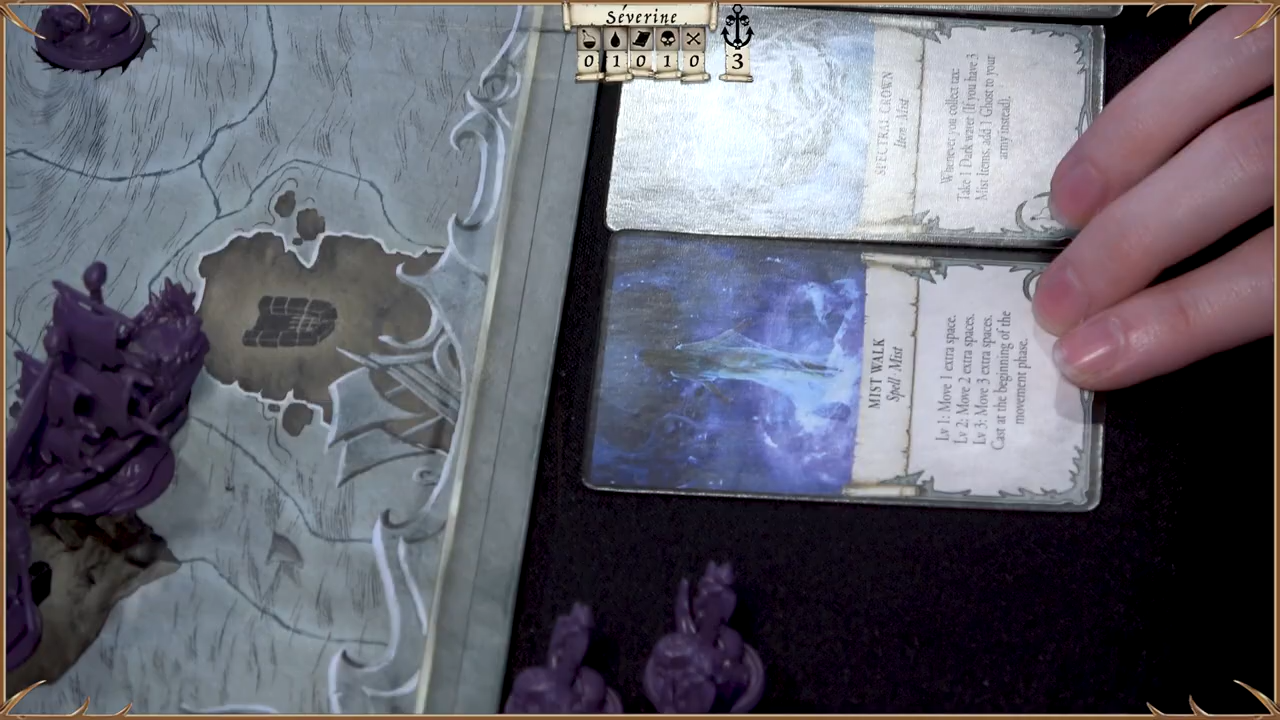 Séverine
0 1 0 1 0 3
SPECTRAL CROWN
Item Mist
Whenever you collect tax:
Take 1 Dark water (If you have 3
Mist Items, add 1 Ghost to your
army instead).
MIST WALK
Spell Mist
Lv 1: Move 1 extra space.
Lv 2: Move 2 extra spaces.
Lv 3: Move 3 extra spaces.
Cast at the beginning of the
movement phase.